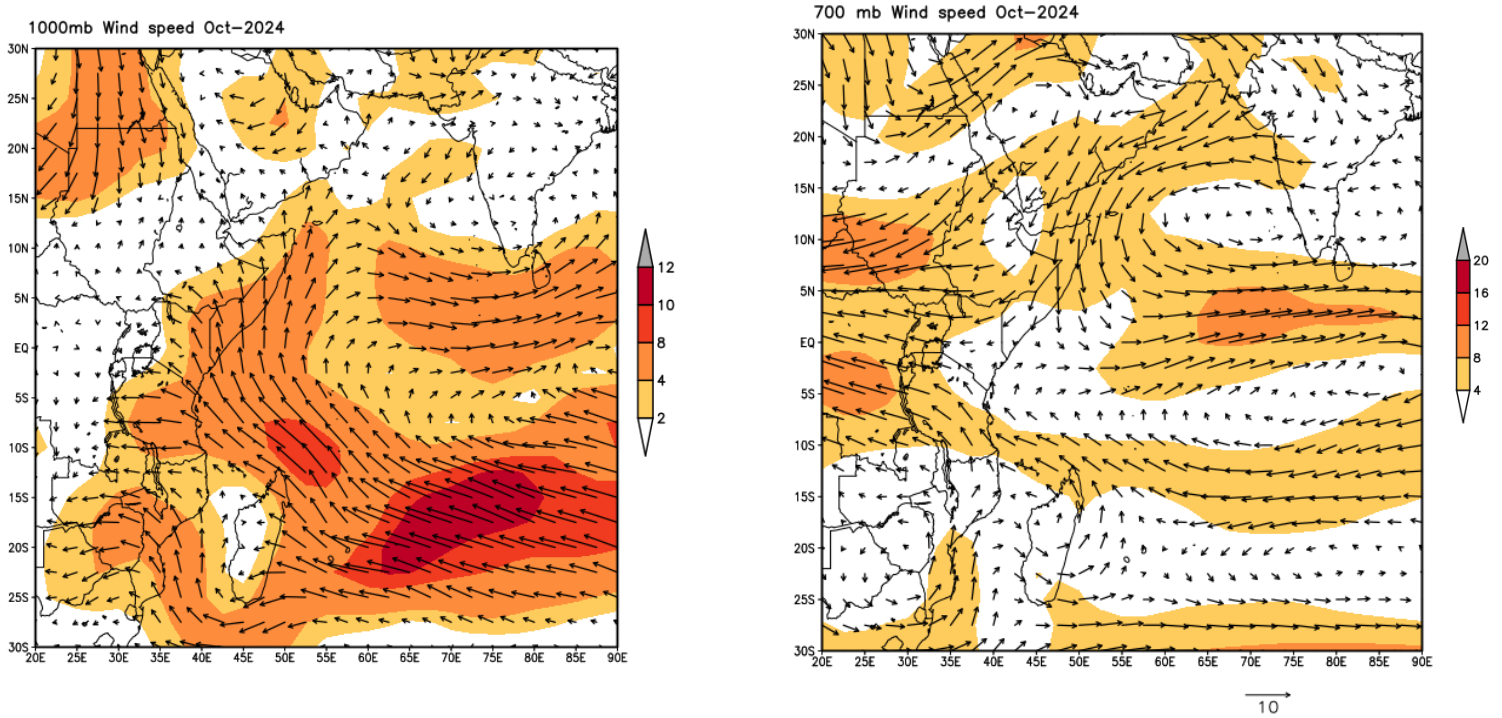 1000mb Wind speed Oct-2024
30N
25N
20N
15N
10N
5N
EQ
5S
10S
15S
20S
25S
30S
20E 25E 30E 35E 40E 45E 50E 55E 60E 65E 70E 75E 80E 85E 90E
12
10
8
4
2
700 mb Wind speed Oct-2024
30N
25N
20N
15N
10N
5N
EQ
5S
10S
15S
20S
25S
30S
20E 25E 30E 35E 40E 45E 50E 55E 60E 65E 70E 75E 80E 85E 90E
20
16
12
8
4
10